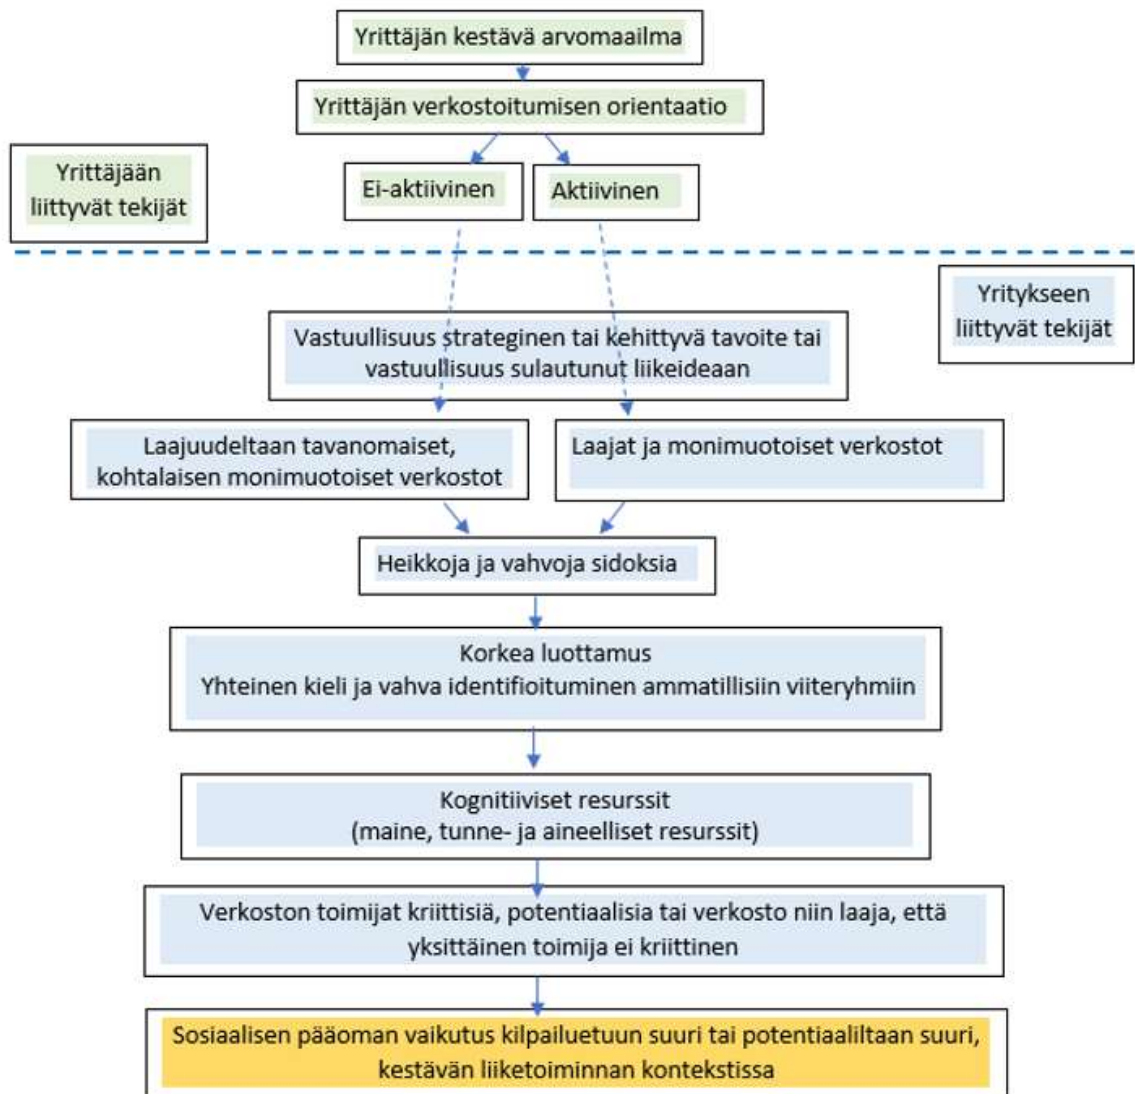 Yrittäjän kestävä arvomaailma
Yrittäjän verkostoitumisen orientaatio
Yrittäjään
liittyvät tekijät
Ei-aktiivinen
Aktiivinen
Yritykseen
liittyvät tekijät
Vastuullisuus strateginen tai kehittyvä tavoite tai
vastuullisuus sulautunut liikeideaan
Laajuudeltaan tavanomaiset,
kohtalaisen monimuotoiset verkostot
Laajat ja monimuotoiset verkostot
Heikkoja ja vahvoja sidoksia
Korkea luottamus
Yhteinen kieli ja vahva identifioituminen ammatillisiin viiteryhmiin
Kognitiiviset resurssit
(maine, tunne- ja aineelliset resurssit)
Verkoston toimijat kriittisiä, potentiaalisia tai verkosto niin laaja, että
yksittäinen toimija ei kriittinen
Sosiaalisen pääoman vaikutus kilpailuetuun suuri tai potentiaaliltaan suuri,
kestävän liiketoiminnan kontekstissa